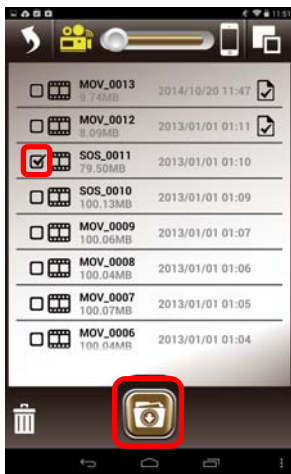 11:51
MOV_0013
9.74MB
2014/10/20 11:47
MOV_0012
8.09MB
2013/01/01 01:11
SOS_0011
79.50MB
2013/01/01 01:10
SOS_0010
100.13MB
2013/01/01 01:09
MOV_0009
100.06MB
2013/01/01 01:07
MOV_0008
100.04MB
2013/01/01 01:06
MOV_0007
100.07MB
2013/01/01 01:05
MOV_0006
100.04MB
2013/01/01 01:04